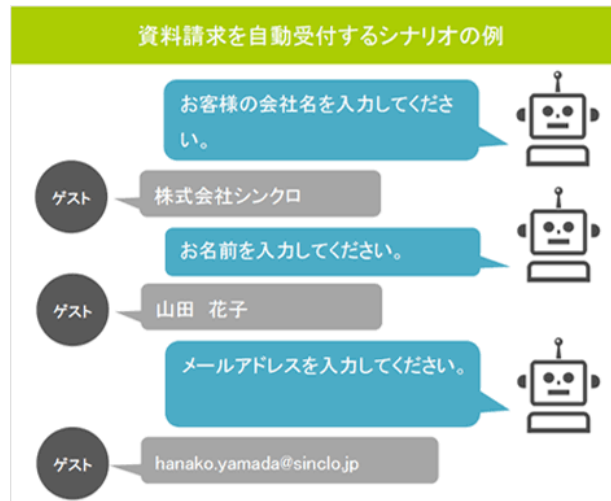 資料請求を自動受付するシナリオの例
お客様の会社名を入力してくださ
い。
ゲスト
株式会社シンクロ
お名前を入力してください。
ゲスト
山田　花子
メールアドレスを入力してください。
ゲスト
hanako.yamada@sinclo.jp